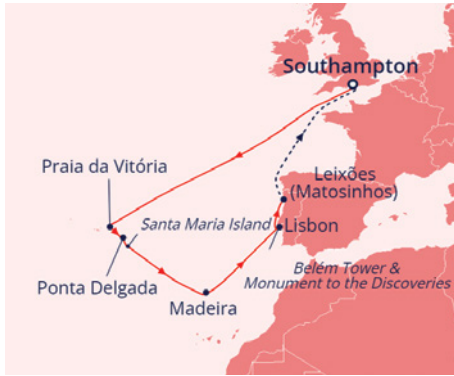 Southampton
Praia da Vitória
Leixões
(Matosinhos)
Santa Maria Island
Lisbon
Ponta Delgada
Belém Tower &
Monument to the Discoveries
Madeira